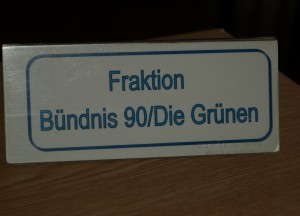 Fraktion
Bündnis 90/Die Grünen